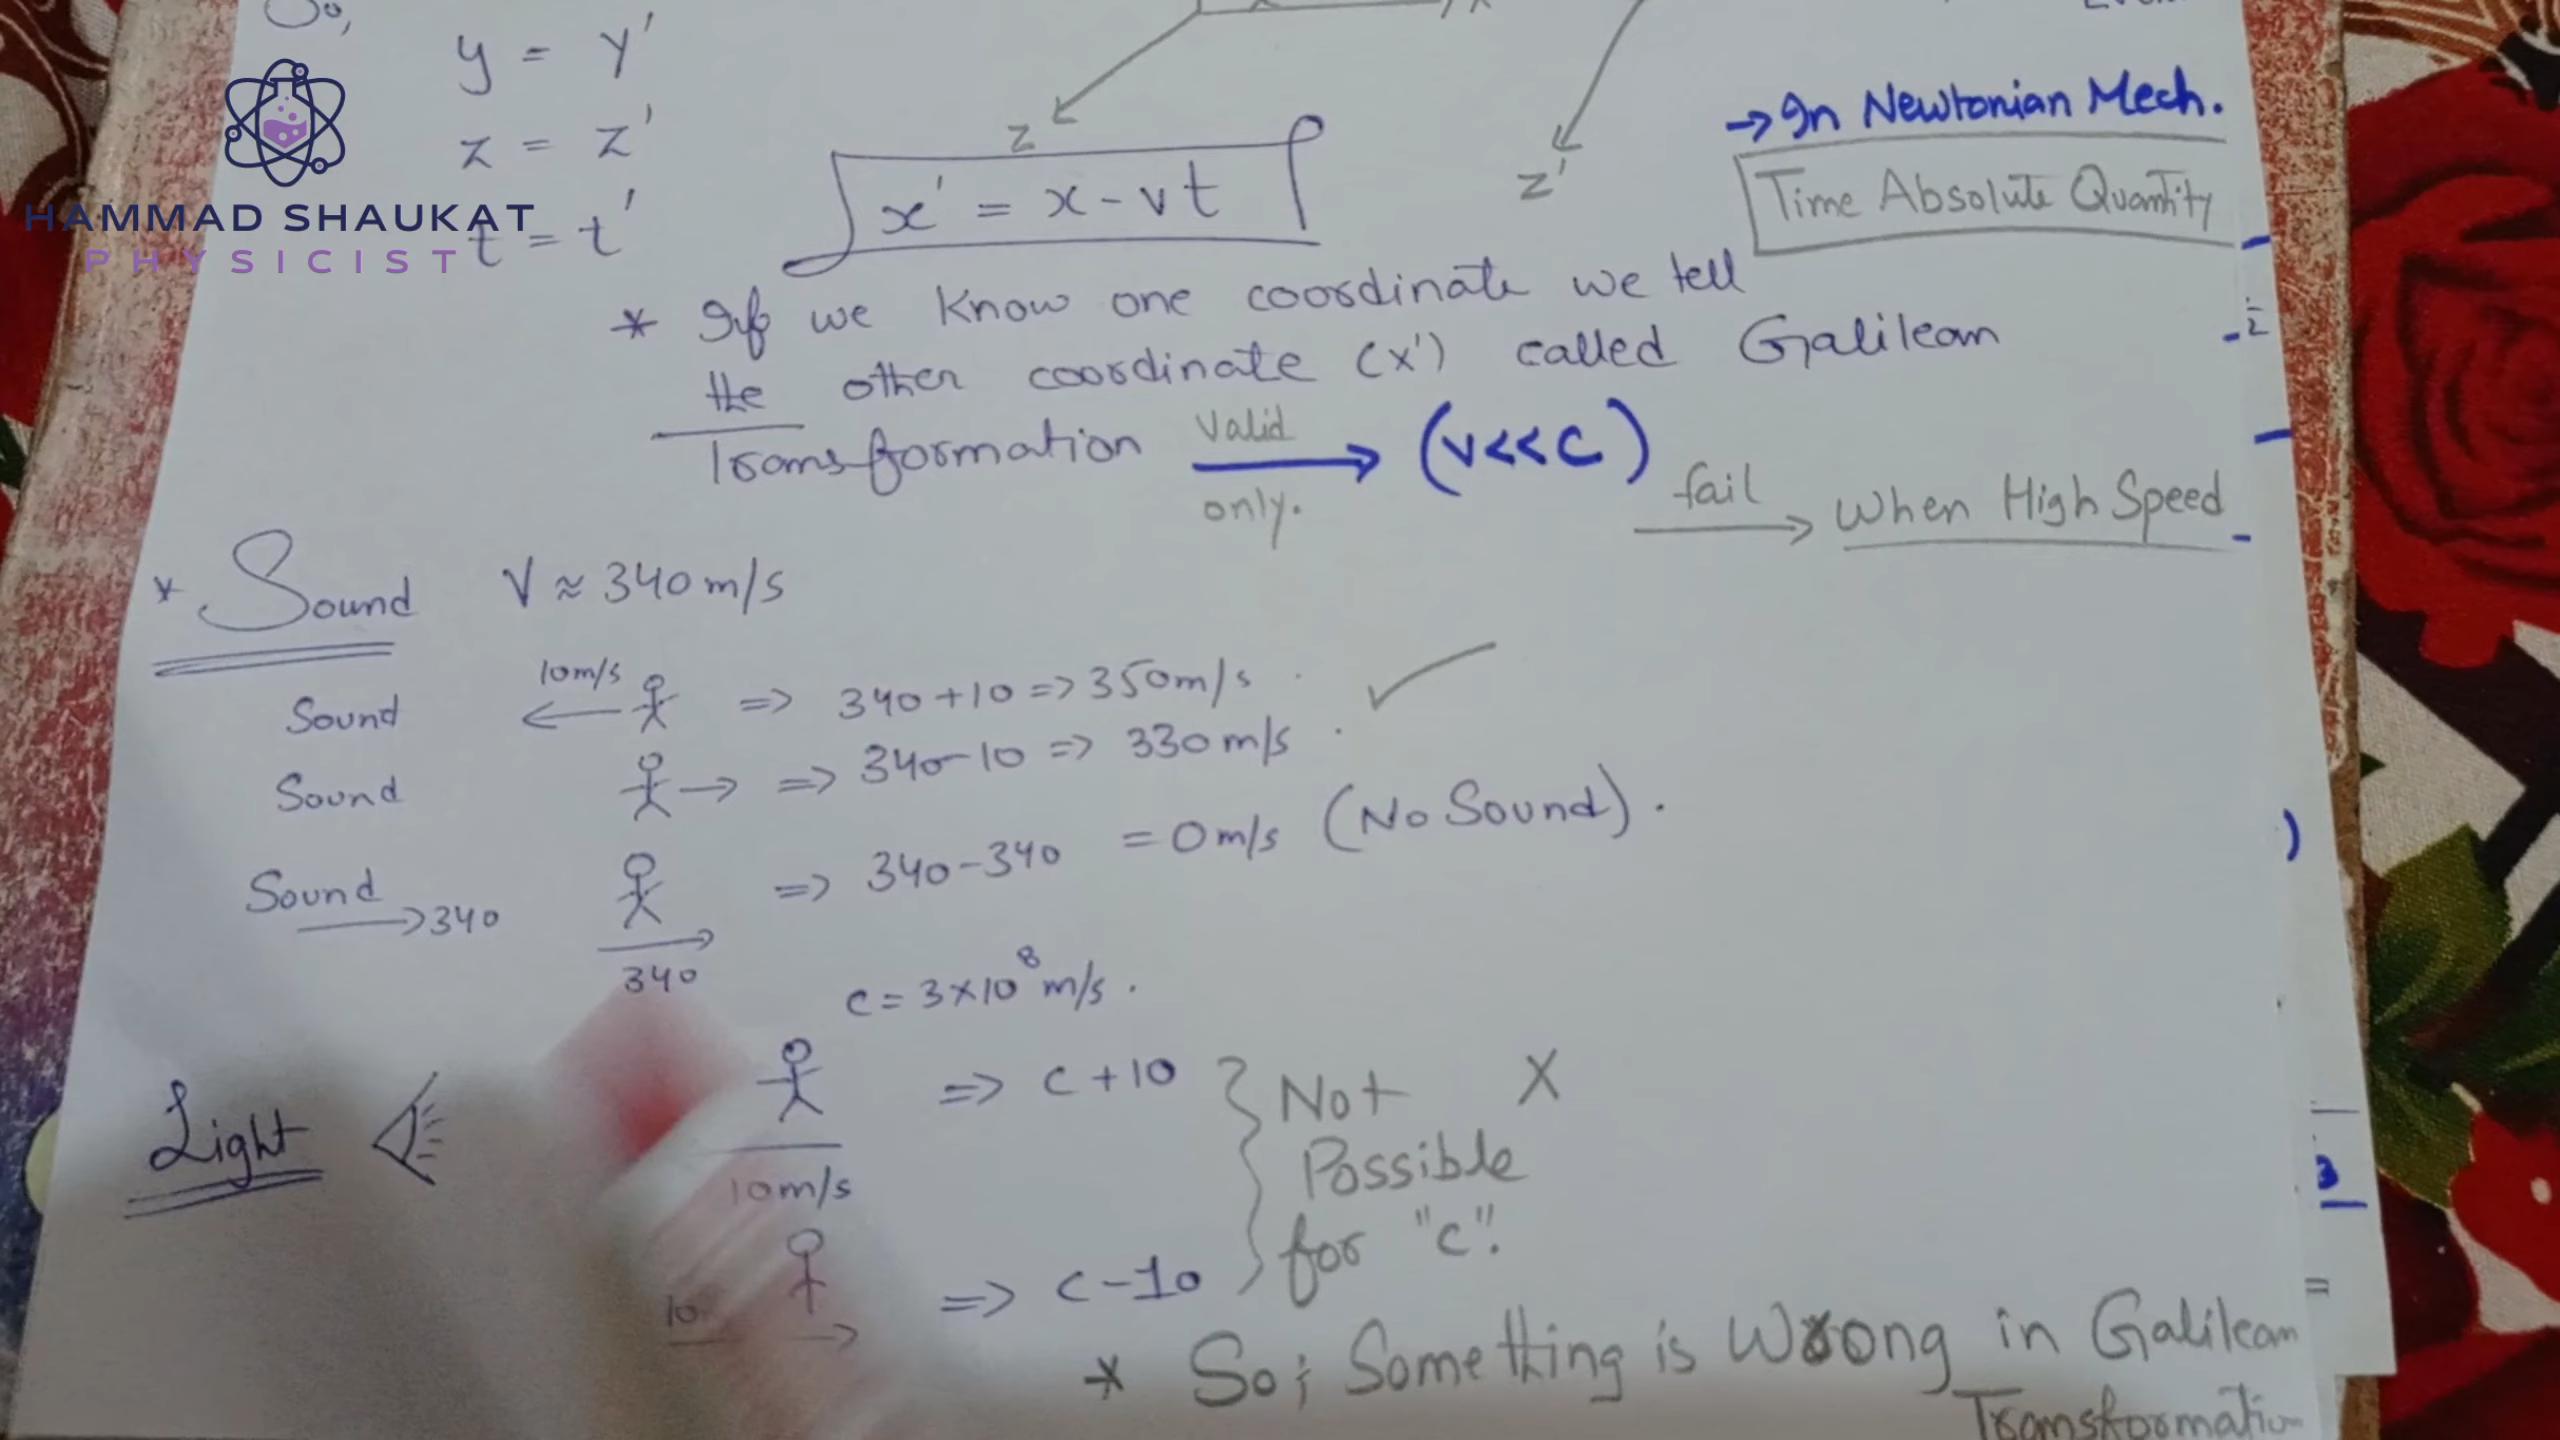 So,
y = y'
z = z'
t = t'
HAMMAD SHAUKAT
PHYSICIST
z
z'
x' = x - vt
→ In Newtonian Mech.
Time Absolute Quantity
* If we know one coordinate we tell
the other coordinate (x') called Galilean
Transformation valid only. → (v<<c)
fail → When High Speed
* Sound V ≈ 340 m/s
Sound ← 10m/s => 340+10 => 350m/s . ✓
Sound → => 340-10 => 330 m/s .
Sound → 340 340 => 340-340 = 0 m/s (No Sound).
c = 3×10⁸ m/s .
Light => c+10
10m/s
10 → => c-10
Not X
Possible
for "c".
* So; Something is Wrong in Galilean
Transformation